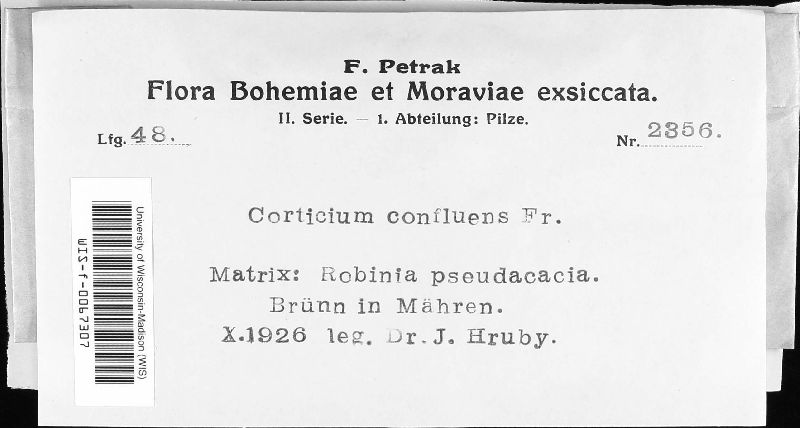 F. Petrak
Flora Bohemiae et Moraviae exsiccata.
II. Serie. — 1. Abteilung: Pilze.
Lfg. 48.
Nr. 2356.
Corticium confluens Fr.
Matrix: Robinia pseudacacia.
Brünn in Mähren.
X.1926 leg. Dr. J. Hruby.
University of Wisconsin-Madison (WIS)
WIS-f-0067307